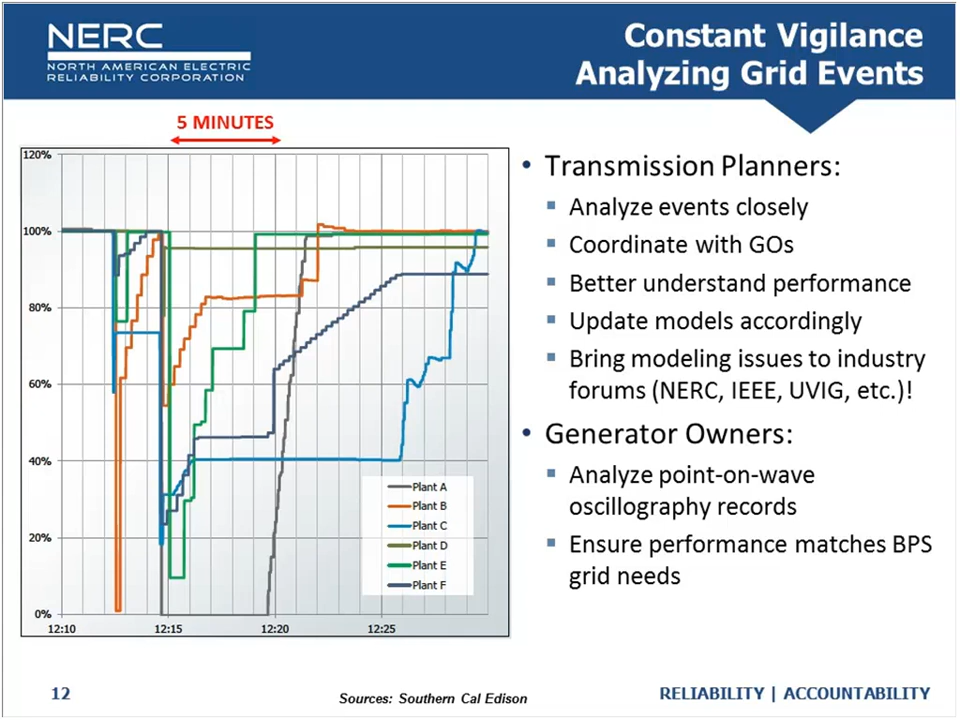 NERC
NORTH AMERICAN ELECTRIC
RELIABILITY CORPORATION
Constant Vigilance
Analyzing Grid Events
5 MINUTES
120%
100%
80%
60%
40%
20%
0%
12:10
12:15
12:20
12:25
Plant A
Plant B
Plant C
Plant D
Plant E
Plant F
• Transmission Planners:
▪ Analyze events closely
▪ Coordinate with GOs
▪ Better understand performance
▪ Update models accordingly
▪ Bring modeling issues to industry
forums (NERC, IEEE, UVIG, etc.)!
• Generator Owners:
▪ Analyze point-on-wave
oscillography records
▪ Ensure performance matches BPS
grid needs
12
Sources: Southern Cal Edison
RELIABILITY | ACCOUNTABILITY